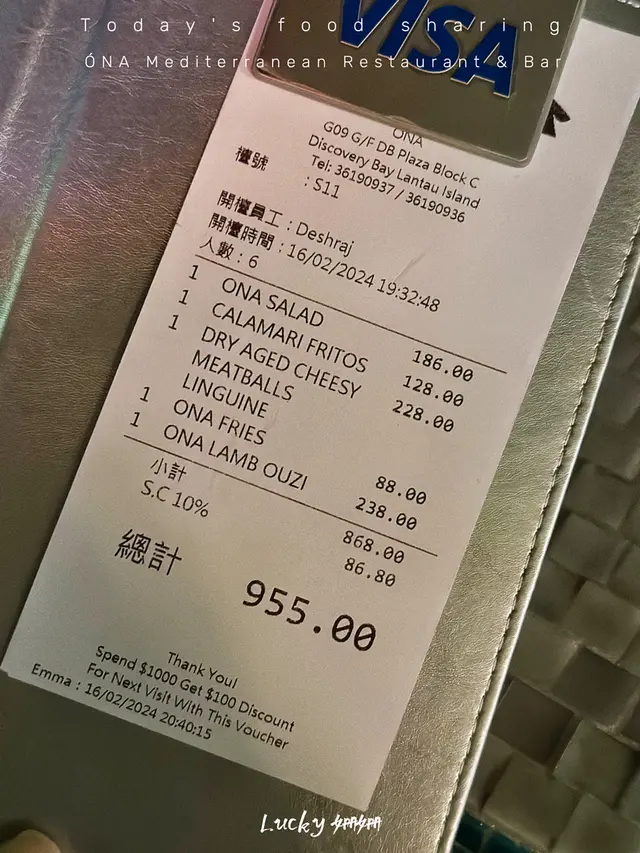 Today's food sharing
ÓNA Mediterranean Restaurant & Bar
VISA
ONA
G09 G/F DB Plaza Block C
Discovery Bay Lantau Island
Tel: 36190937 / 36190936
檯號 : S11
開檯員工 : Deshraj
開檯時間 : 16/02/2024 19:32:48
人數 : 6
1 ONA SALAD 186.00
1 CALAMARI FRITOS 128.00
1 DRY AGED CHEESY 228.00
MEATBALLS
LINGUINE
1 ONA FRIES 88.00
1 ONA LAMB OUZI 238.00
小計 868.00
S.C 10% 86.80
總計 955.00
Thank You!
Spend $1000 Get $100 Discount
For Next Visit With This Voucher
Emma : 16/02/2024 20:40:15
Lucky